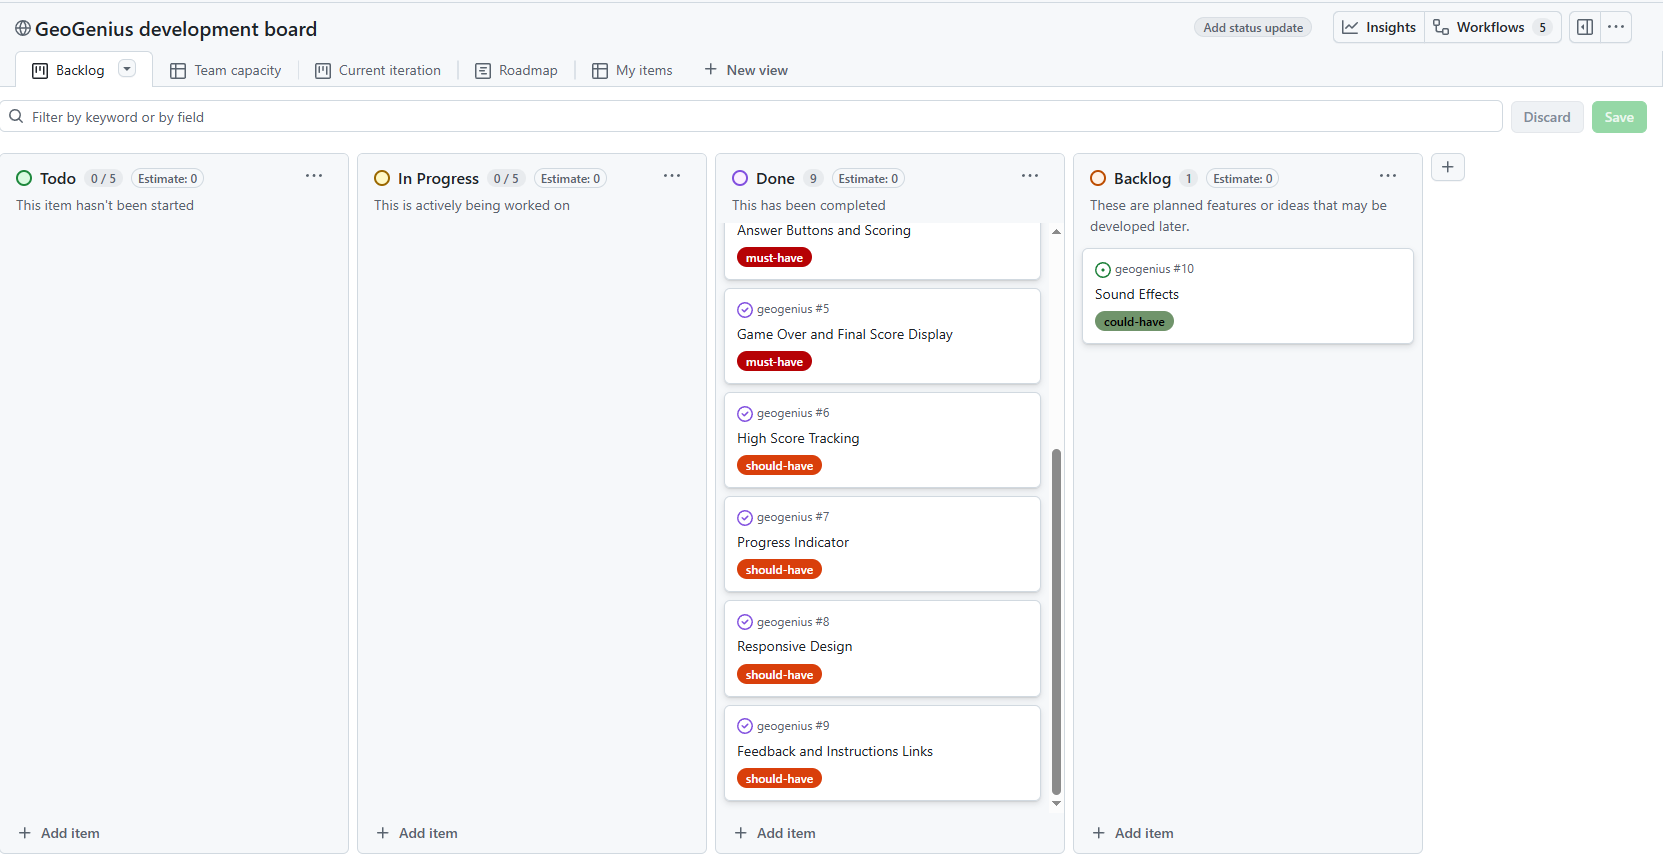 GeoGenius development board
Add status update
Insights
Workflows 5
Backlog
Team capacity
Current iteration
Roadmap
My items
New view
Filter by keyword or by field
Discard
Save
Todo 0 / 5 Estimate: 0
This item hasn't been started
Add item
In Progress 0 / 5 Estimate: 0
This is actively being worked on
Add item
Done 9 Estimate: 0
This has been completed
Answer Buttons and Scoring
must-have
geogenius #5
Game Over and Final Score Display
must-have
geogenius #6
High Score Tracking
should-have
geogenius #7
Progress Indicator
should-have
geogenius #8
Responsive Design
should-have
geogenius #9
Feedback and Instructions Links
should-have
Add item
Backlog 1 Estimate: 0
These are planned features or ideas that may be
developed later.
geogenius #10
Sound Effects
could-have
Add item